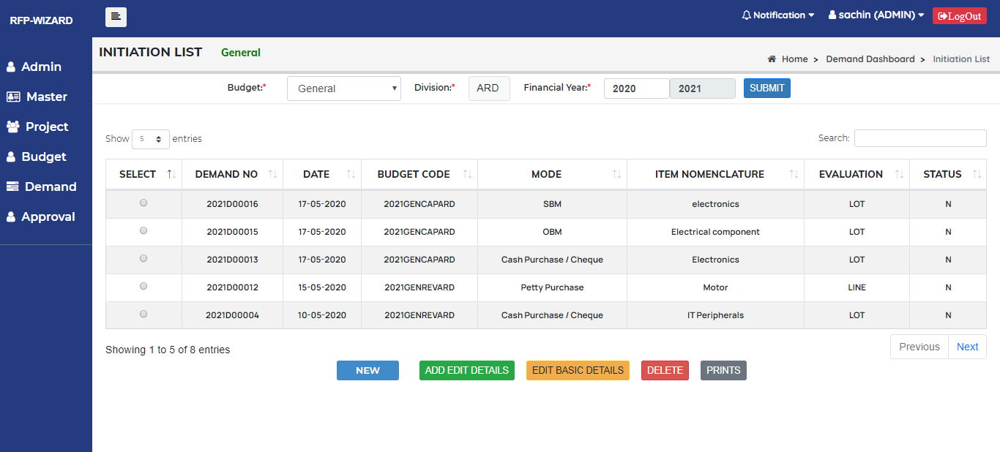 RFP-WIZARD
Notification sachin (ADMIN) LogOut
Admin
Master
Project
Budget
Demand
Approval
INITIATION LIST General
Home > Demand Dashboard > Initiation List
Budget:* General Division:* ARD Financial Year:* 2020 2021 SUBMIT
Show 5 entries Search:
SELECT DEMAND NO DATE BUDGET CODE MODE ITEM NOMENCLATURE EVALUATION STATUS
2021D00016 17-05-2020 2021GENCAPARD SBM electronics LOT N
2021D00015 17-05-2020 2021GENCAPARD OBM Electrical component LOT N
2021D00013 17-05-2020 2021GENCAPARD Cash Purchase / Cheque Electronics LOT N
2021D00012 15-05-2020 2021GENREVARD Petty Purchase Motor LINE N
2021D00004 10-05-2020 2021GENREVARD Cash Purchase / Cheque IT Peripherals LOT N
Showing 1 to 5 of 8 entries Previous Next
NEW ADD EDIT DETAILS EDIT BASIC DETAILS DELETE PRINTS